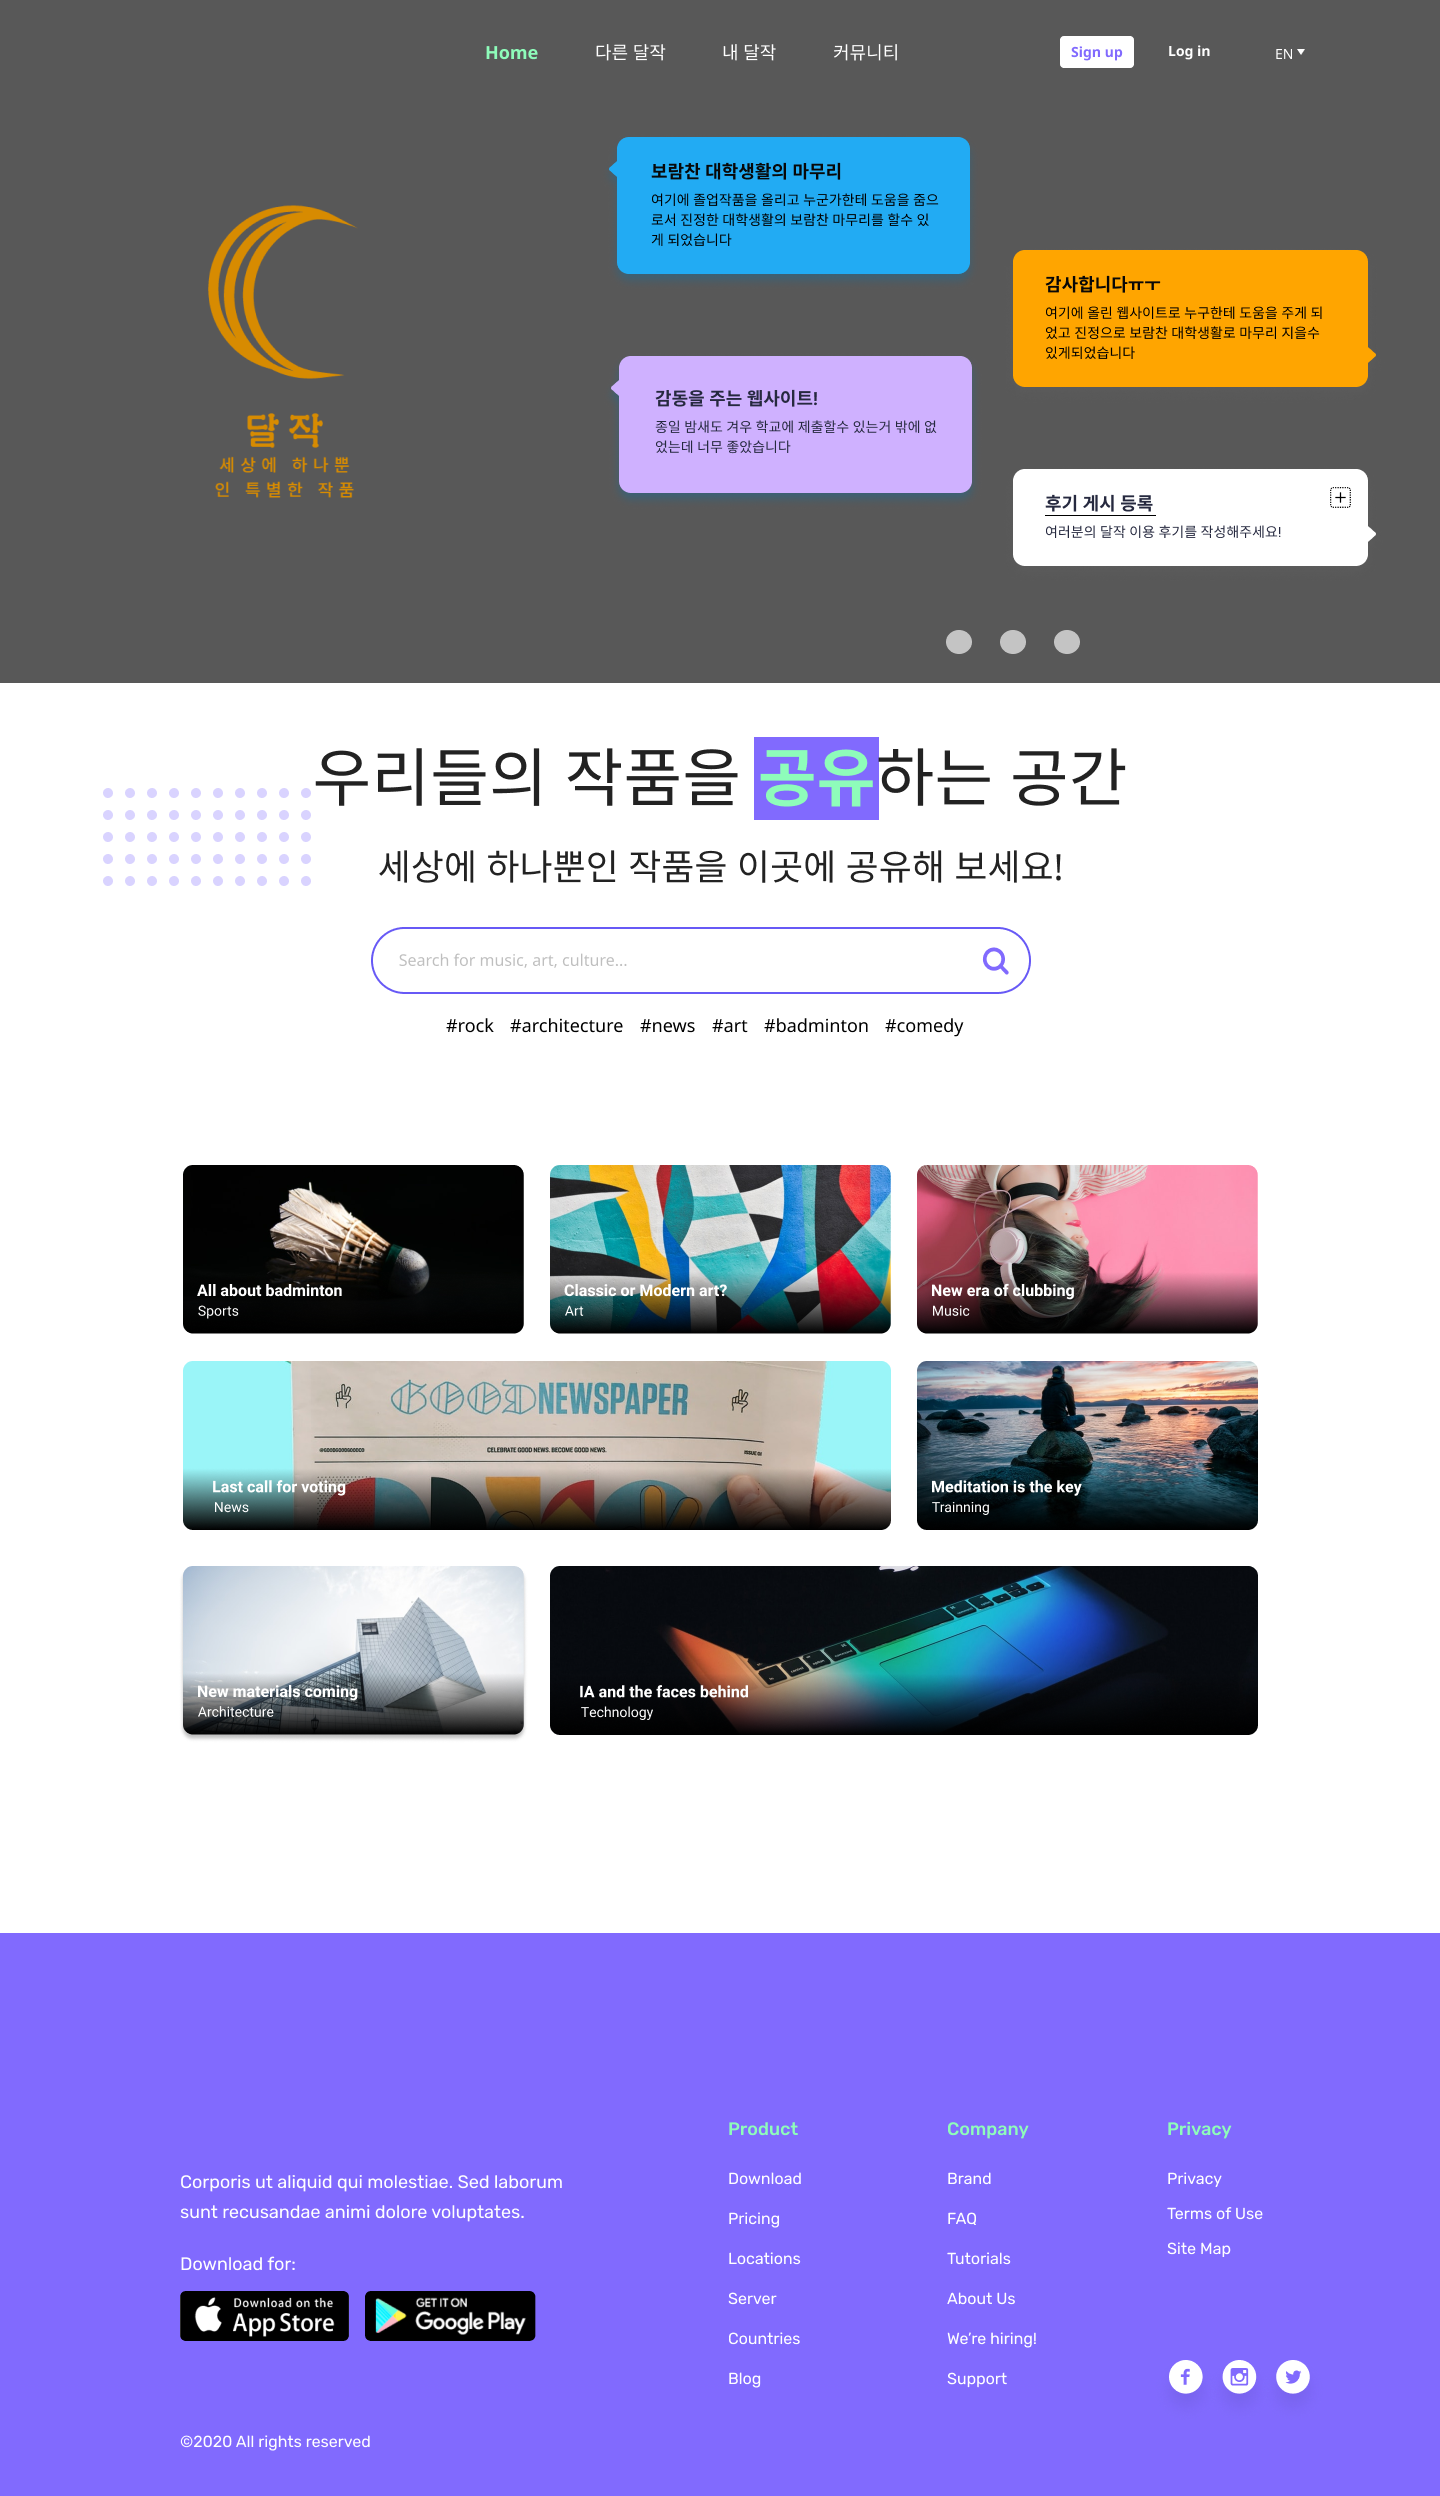 Home 다른 달작 내 달작 커뮤니티 Sign up Log in EN
보람찬 대학생활의 마무리
여기에 졸업작품을 올리고 누군가한테 도움을 줌으
로서 진정한 대학생활의 보람찬 마무리를 할수 있
게 되었습니다
감사합니다ㅠㅜ
여기에 올린 웹사이트로 누구한테 도움을 주게 되
었고 진정으로 보람찬 대학생활로 마무리 지을수
있게되었습니다
감동을 주는 웹사이트!
종일 밤새도 겨우 학교에 제출할수 있는거 밖에 없
었는데 너무 좋았습니다
달작
세상에 하나뿐
인 특별한 작품
후기 게시 등록
여러분의 달작 이용 후기를 작성해주세요!
우리들의 작품을 공유하는 공간
세상에 하나뿐인 작품을 이곳에 공유해 보세요!
Search for music, art, culture...
#rock #architecture #news #art #badminton #comedy
All about badminton
Sports
Classic or Modern art?
Art
New era of clubbing
Music
GOOD NEWSPAPER
@GOODGOODGOODCO CELEBRATE GOOD NEWS. BECOME GOOD NEWS. ISSUE 01
Last call for voting
News
Meditation is the key
Trainning
New materials coming
Architecture
IA and the faces behind
Technology
Corporis ut aliquid qui molestiae. Sed laborum
sunt recusandae animi dolore voluptates.
Download for:
Download on the
App Store
GET IT ON
Google Play
Product
Download
Pricing
Locations
Server
Countries
Blog
Company
Brand
FAQ
Tutorials
About Us
We're hiring!
Support
Privacy
Privacy
Terms of Use
Site Map
©2020 All rights reserved